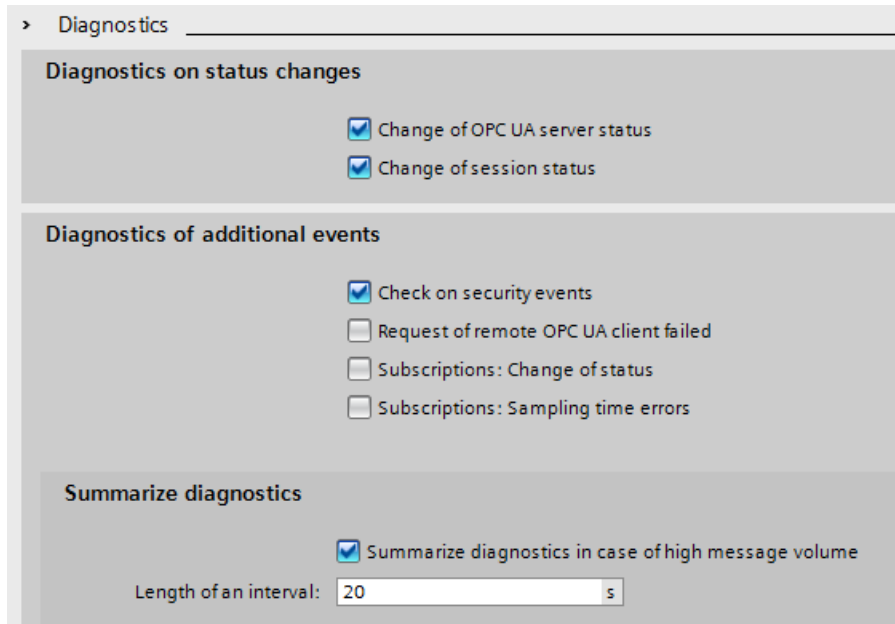 Diagnostics
Diagnostics on status changes
Change of OPC UA server status
Change of session status
Diagnostics of additional events
Check on security events
Request of remote OPC UA client failed
Subscriptions: Change of status
Subscriptions: Sampling time errors
Summarize diagnostics
Summarize diagnostics in case of high message volume
Length of an interval: 20 s